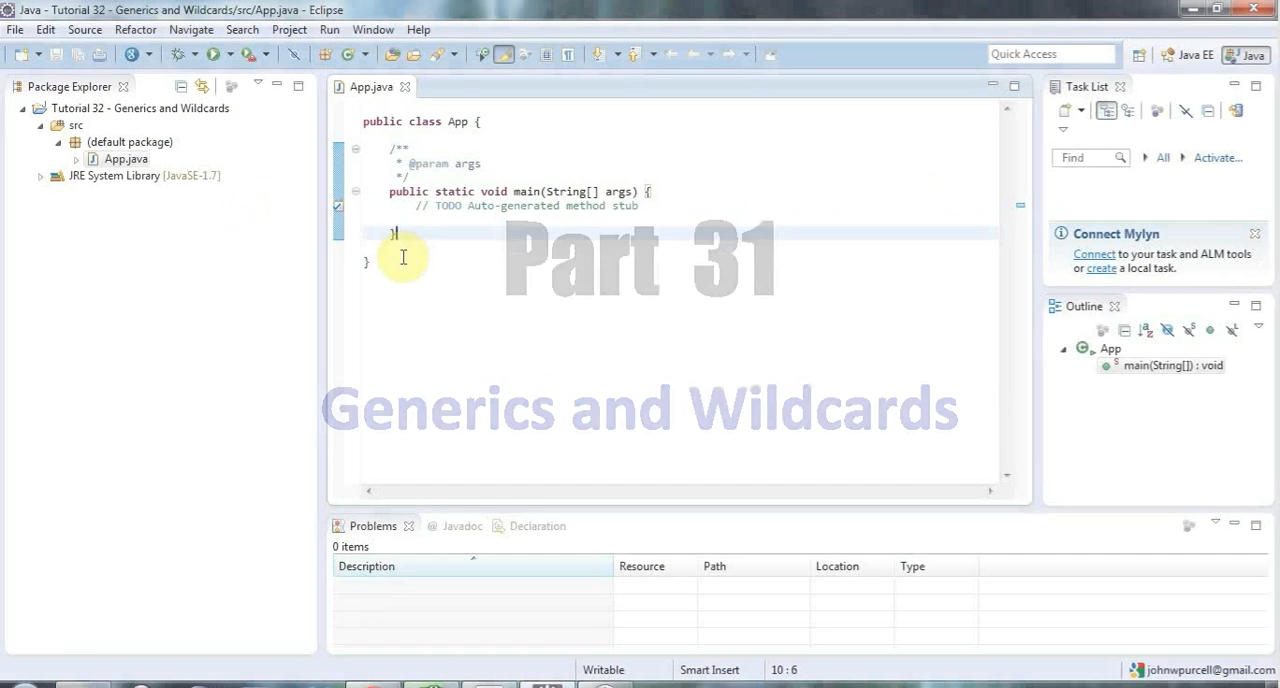 Java - Tutorial 32 - Generics and Wildcards/src/App.java - Eclipse
File Edit Source Refactor Navigate Search Project Run Window Help
Quick Access
Java EE
Java
Package Explorer
Tutorial 32 - Generics and Wildcards
src
(default package)
App.java
JRE System Library [JavaSE-1.7]
App.java
public class App {
/**
* @param args
*/
public static void main(String[] args) {
// TODO Auto-generated method stub
}
}
Part 31
Generics and Wildcards
Task List
Find
All
Activate...
Connect Mylyn
Connect to your task and ALM tools
or create a local task.
Outline
App
main(String[]) : void
Problems
@ Javadoc
Declaration
0 items
Description Resource Path Location Type
Writable Smart Insert 10 : 6 johnwpurcell@gmail.com